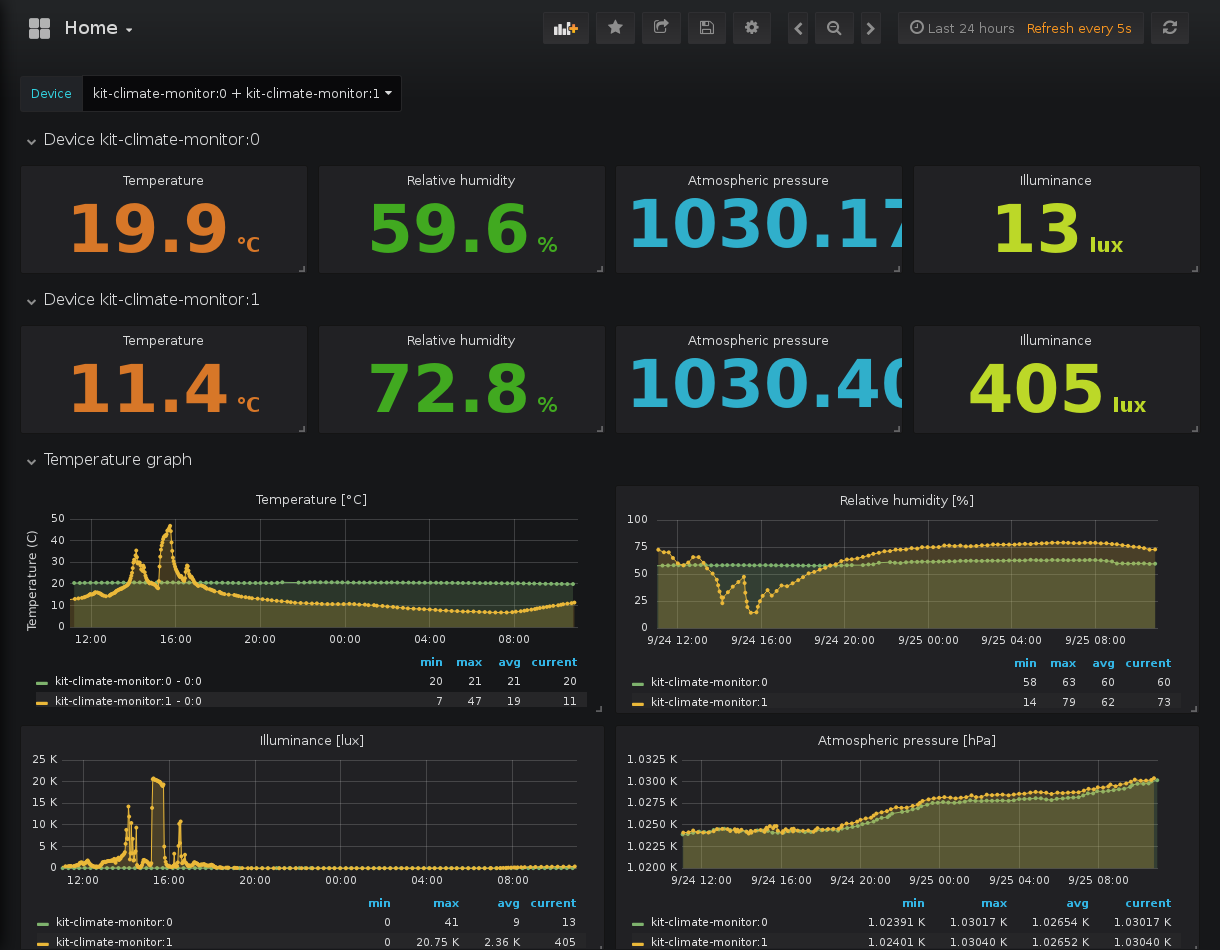 Home
Last 24 hours Refresh every 5s
Device kit-climate-monitor:0 + kit-climate-monitor:1
Device kit-climate-monitor:0
Temperature Relative humidity Atmospheric pressure Illuminance
19.9 °C 59.6 % 1030.17 13 lux
Device kit-climate-monitor:1
Temperature Relative humidity Atmospheric pressure Illuminance
11.4 °C 72.8 % 1030.40 405 lux
Temperature graph
Temperature [°C]
Temperature (C)
50
40
30
20
10
0
12:00 16:00 20:00 00:00 04:00 08:00
min max avg current
kit-climate-monitor:0 - 0:0 20 21 21 20
kit-climate-monitor:1 - 0:0 7 47 19 11
Relative humidity [%]
100
75
50
25
0
9/24 12:00 9/24 16:00 9/24 20:00 9/25 00:00 9/25 04:00 9/25 08:00
min max avg current
kit-climate-monitor:0 58 63 60 60
kit-climate-monitor:1 14 79 62 73
Illuminance [lux]
25 K
20 K
15 K
10 K
5 K
0
12:00 16:00 20:00 00:00 04:00 08:00
min max avg current
kit-climate-monitor:0 0 41 9 13
kit-climate-monitor:1 0 20.75 K 2.36 K 405
Atmospheric pressure [hPa]
1.0325 K
1.0300 K
1.0275 K
1.0250 K
1.0225 K
1.0200 K
9/24 12:00 9/24 16:00 9/24 20:00 9/25 00:00 9/25 04:00 9/25 08:00
min max avg current
kit-climate-monitor:0 1.02391 K 1.03017 K 1.02654 K 1.03017 K
kit-climate-monitor:1 1.02401 K 1.03040 K 1.02652 K 1.03040 K